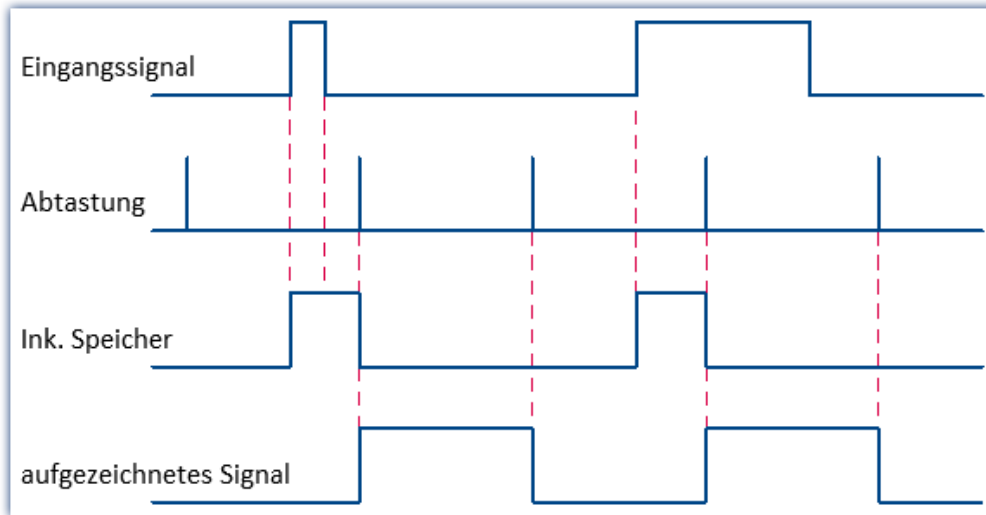 Eingangssignal
Abtastung
Ink. Speicher
aufgezeichnetes Signal